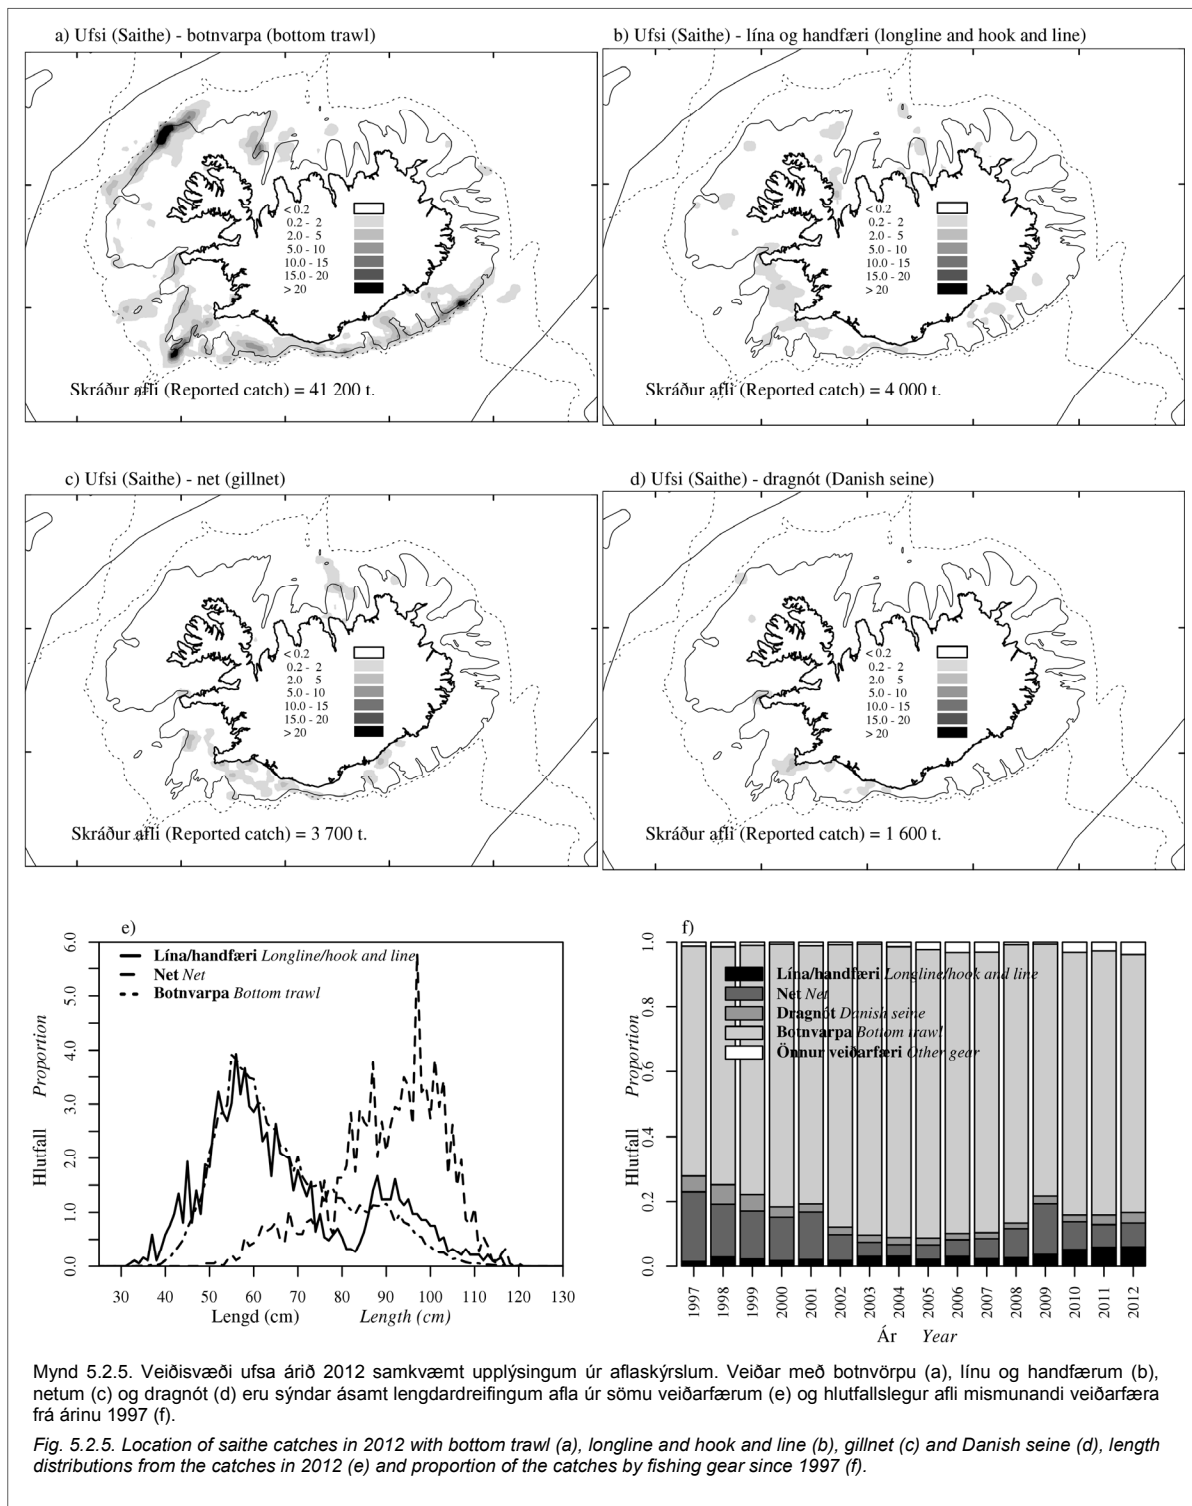 a) Ufsi (Saithe) - botnvarpa (bottom trawl)
< 0.2
0.2 - 2
2.0 - 5
5.0 - 10
10.0 - 15
15.0 - 20
> 20
Skráður afli (Reported catch) = 41 200 t.
b) Ufsi (Saithe) - lína og handfæri (longline and hook and line)
< 0.2
0.2 - 2
2.0 - 5
5.0 - 10
10.0 - 15
15.0 - 20
> 20
Skráður afli (Reported catch) = 4 000 t.
c) Ufsi (Saithe) - net (gillnet)
< 0.2
0.2 - 2
2.0 5
5.0 - 10
10.0 - 15
15.0 - 20
> 20
Skráður afli (Reported catch) = 3 700 t.
d) Ufsi (Saithe) - dragnót (Danish seine)
< 0.2
0.2 - 2
2.0 5
5.0 - 10
10.0 - 15
15.0 - 20
> 20
Skráður afli (Reported catch) = 1 600 t.
e)
Lína/handfæri Longline/hook and line
Net Net
Botnvarpa Bottom trawl
Hlutfall Proportion
6.0
5.0
4.0
3.0
2.0
1.0
0.0
30 40 50 60 70 80 90 100 110 120 130
Lengd (cm) Length (cm)
f)
Lína/handfæri Longline/hook and line
Net Net
Dragnót Danish seine
Botnvarpa Bottom trawl
Önnur veiðarfæri Other gear
Hlutfall Proportion
1.0
0.8
0.6
0.4
0.2
0.0
1997 1998 1999 2000 2001 2002 2003 2004 2005 2006 2007 2008 2009 2010 2011 2012
Ár Year
Mynd 5.2.5. Veiðisvæði ufsa árið 2012 samkvæmt upplýsingum úr aflaskýrslum. Veiðar með botnvörpu (a), línu og handfærum (b),
netum (c) og dragnót (d) eru sýndar ásamt lengdardreifingum afla úr sömu veiðarfærum (e) og hlutfallslegur afli mismunandi veiðarfæra
frá árinu 1997 (f).
Fig. 5.2.5. Location of saithe catches in 2012 with bottom trawl (a), longline and hook and line (b), gillnet (c) and Danish seine (d), length
distributions from the catches in 2012 (e) and proportion of the catches by fishing gear since 1997 (f).